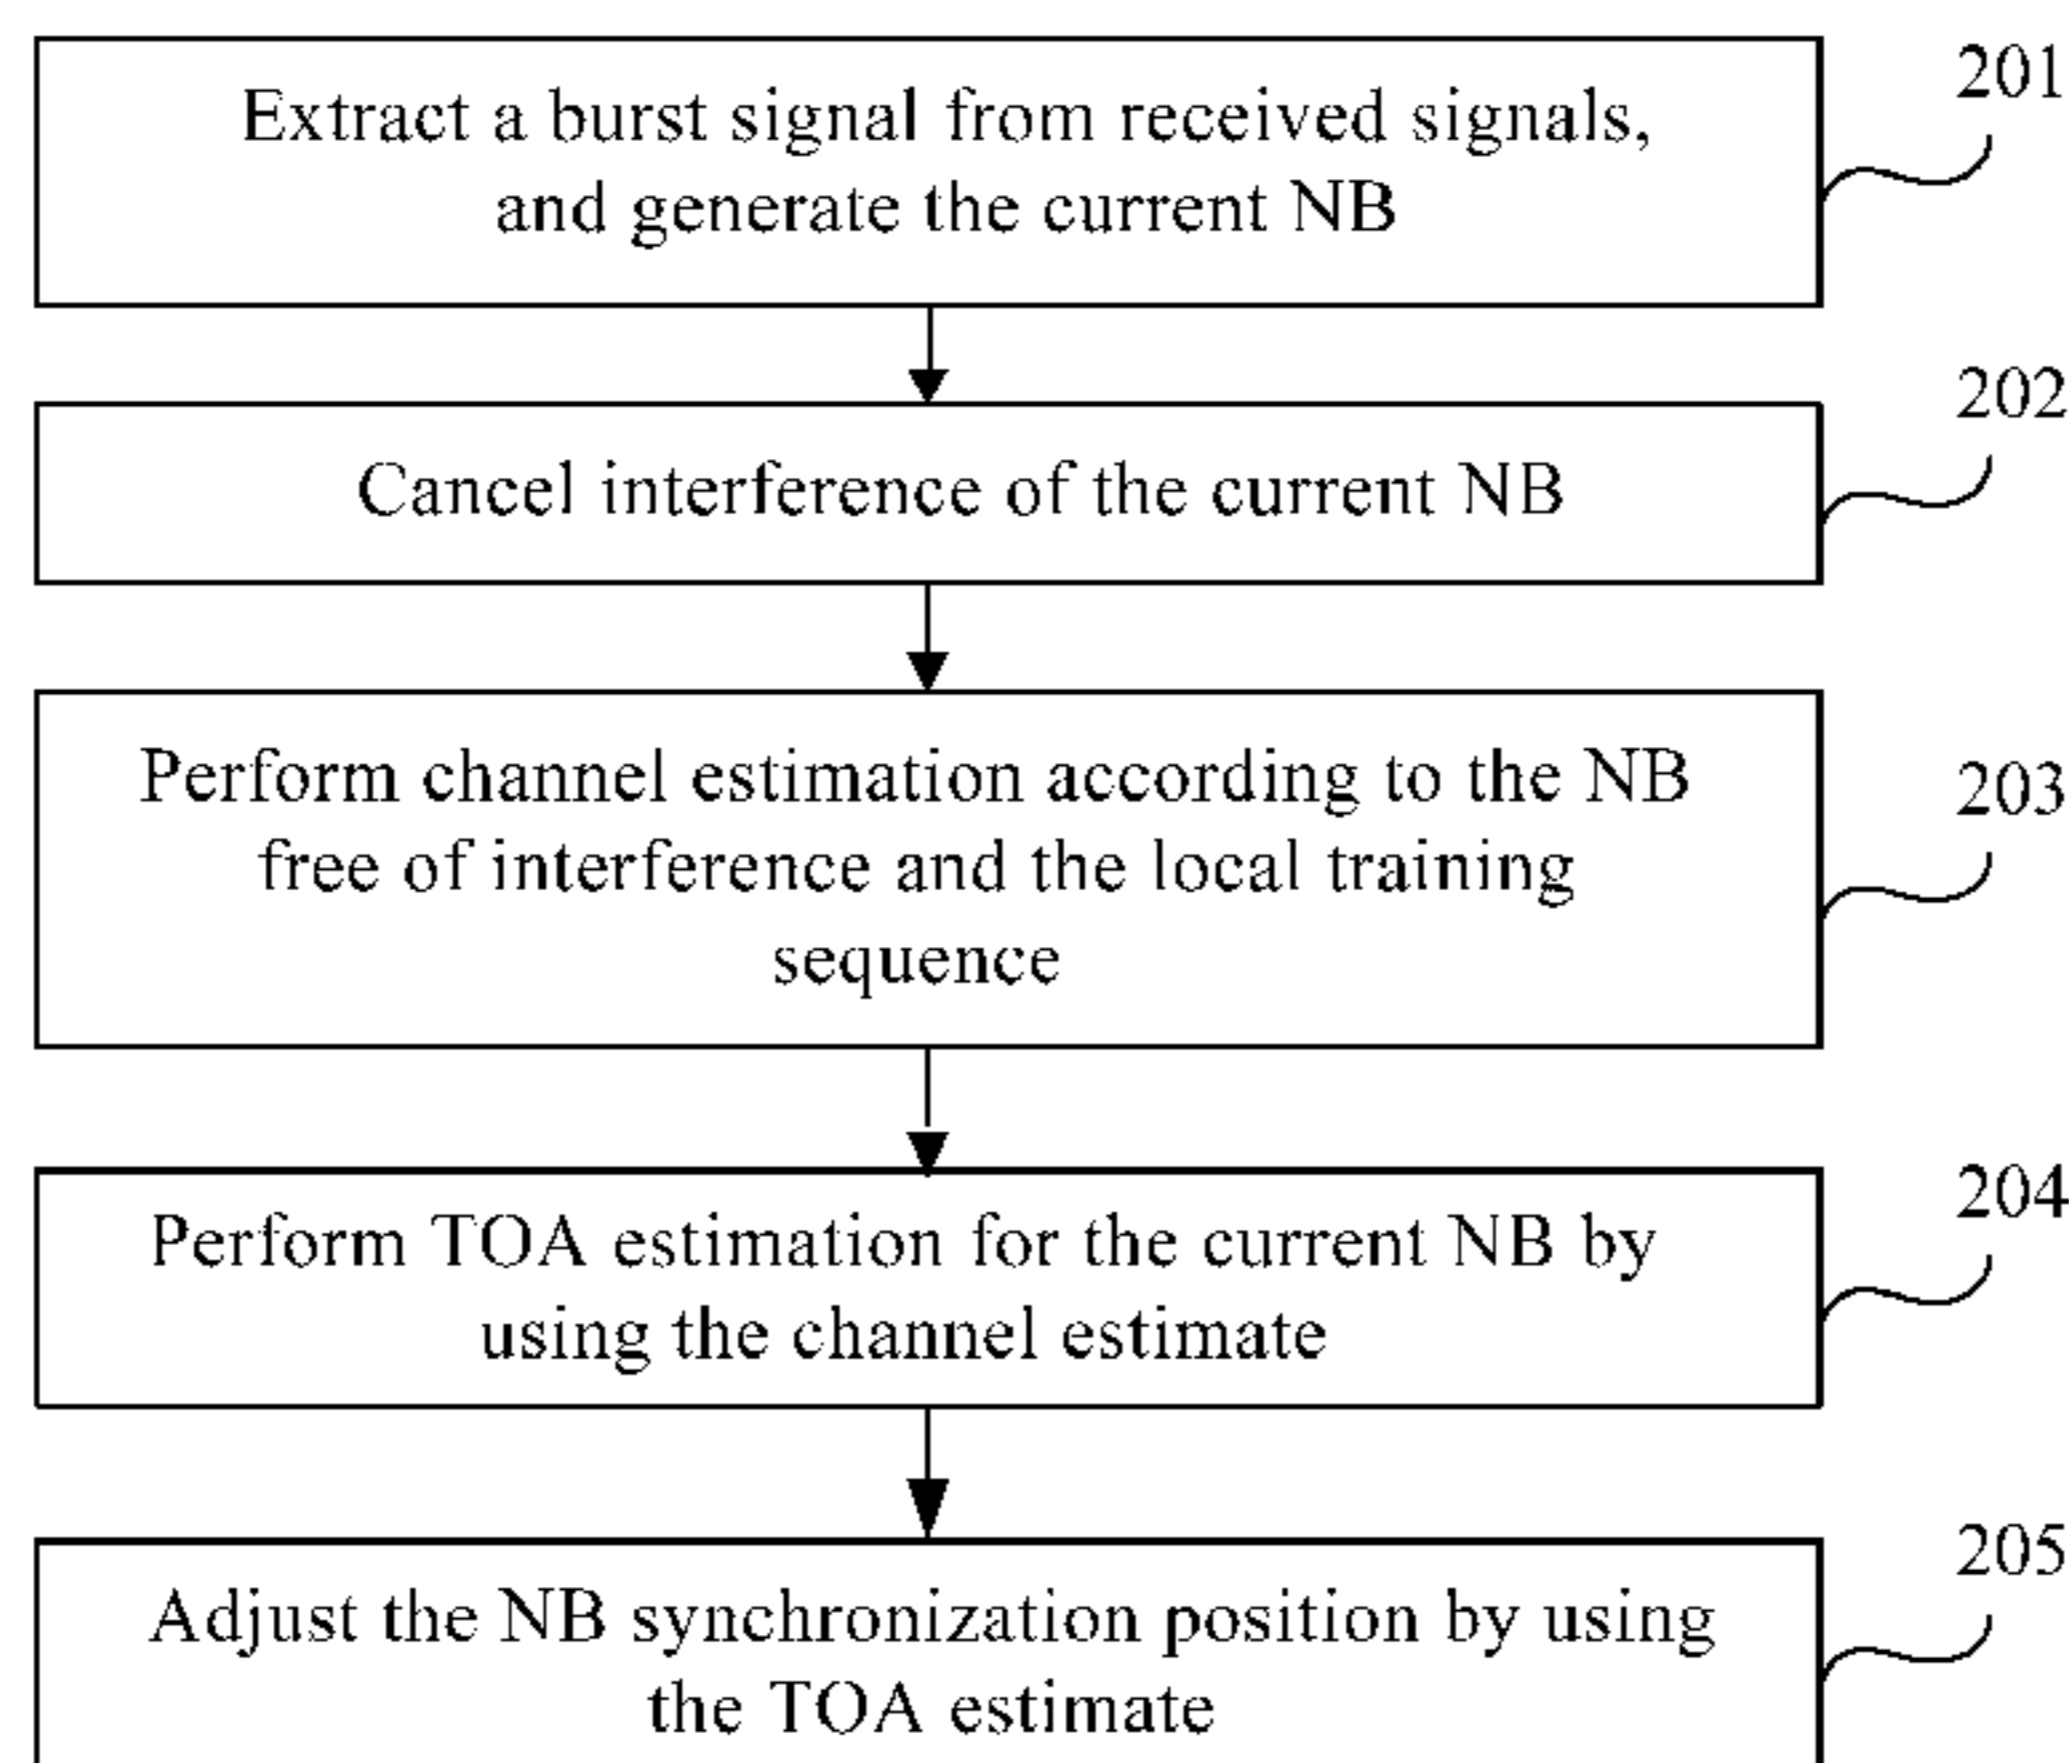 Extract a burst signal from received signals,
and generate the current NB
201
Cancel interference of the current NB
202
Perform channel estimation according to the NB
free of interference and the local training
sequence
203
Perform TOA estimation for the current NB by
using the channel estimate
204
Adjust the NB synchronization position by using
the TOA estimate
205